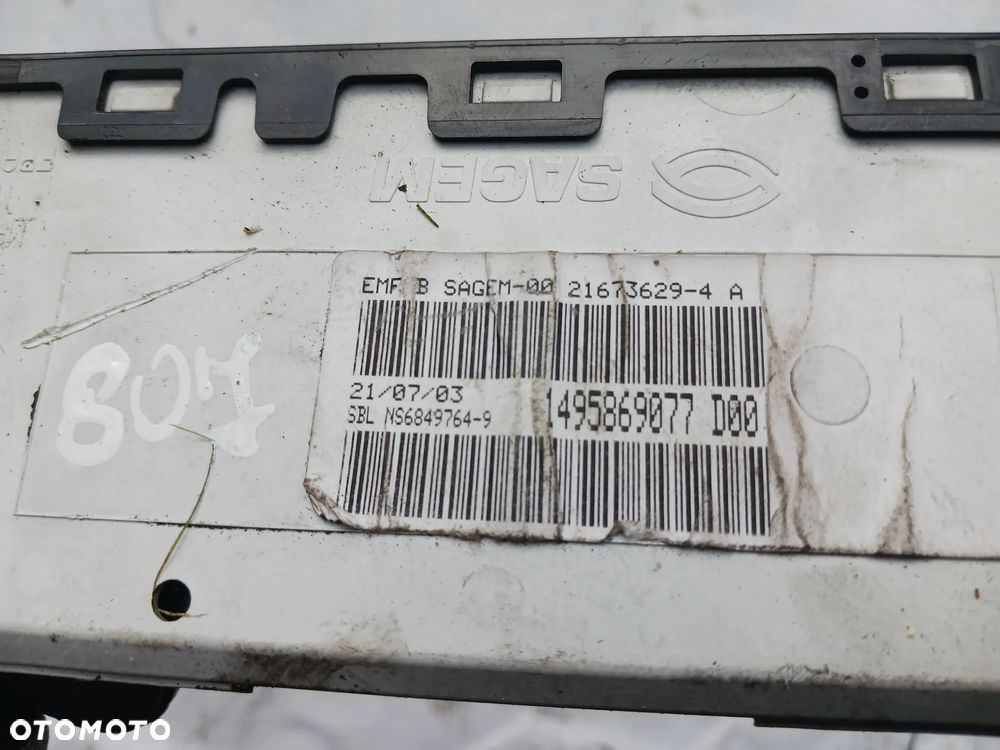 SAGEM
EMF B SAGEM-00 21673629-4 A
21/07/03
SBL NS6849764-9
1495869077 D00
807
OTOMOTO